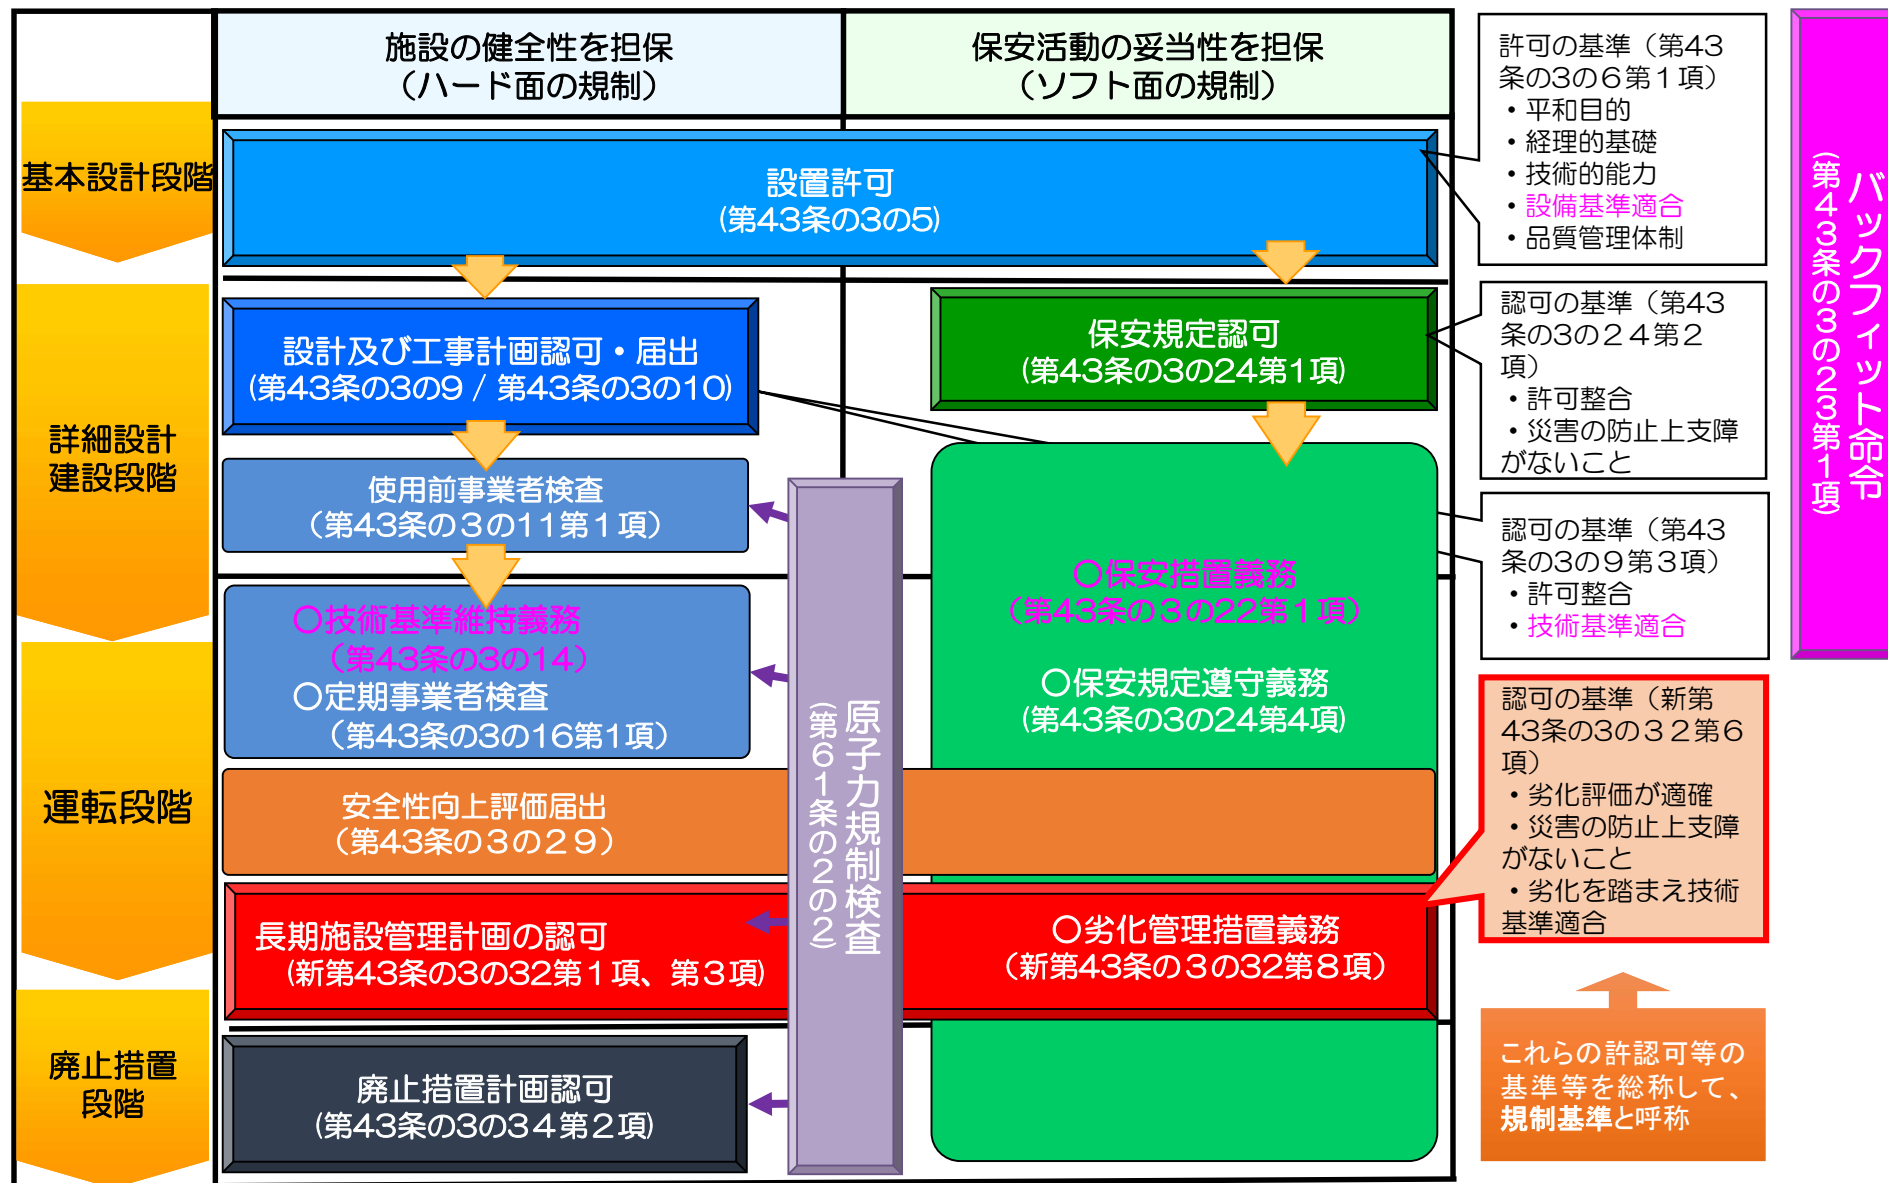 施設の健全性を担保
（ハード面の規制）
保安活動の妥当性を担保
（ソフト面の規制）
基本設計段階
設置許可
(第43条の3の5)
許可の基準（第43
条の3の6第１項）
・平和目的
・経理的基礎
・技術的能力
・設備基準適合
・品質管理体制
詳細設計
建設段階
設計及び工事計画認可・届出
(第43条の3の9 / 第43条の3の10)
保安規定認可
(第43条の3の24第1項)
認可の基準（第43
条の3の２４第２
項）
・許可整合
・災害の防止上支障
がないこと
使用前事業者検査
（第43条の３の11第１項）
認可の基準（第43
条の3の９第３項）
・許可整合
・技術基準適合
〇技術基準維持義務
（第43条の3の14）
〇定期事業者検査
（第43条の3の16第1項）
〇保安措置義務
（第43条の３の22第１項）
〇保安規定遵守義務
(第43条の3の24第4項)
運転段階
安全性向上評価届出
（第43条の３の２９）
長期施設管理計画の認可
(新第43条の3の32第１項、第３項)
〇劣化管理措置義務
（新第43条の３の32第８項）
認可の基準（新第
43条の3の３２第６
項）
・劣化評価が適確
・災害の防止上支障
がないこと
・劣化を踏まえ技術
基準適合
原子力規制検査
(第６１条の２の２)
廃止措置
段階
廃止措置計画認可
(第43条の3の３４第２項)
これらの許認可等の
基準等を総称して、
規制基準と呼称
バックフィット命令
(第４３条の３の２３第１項)